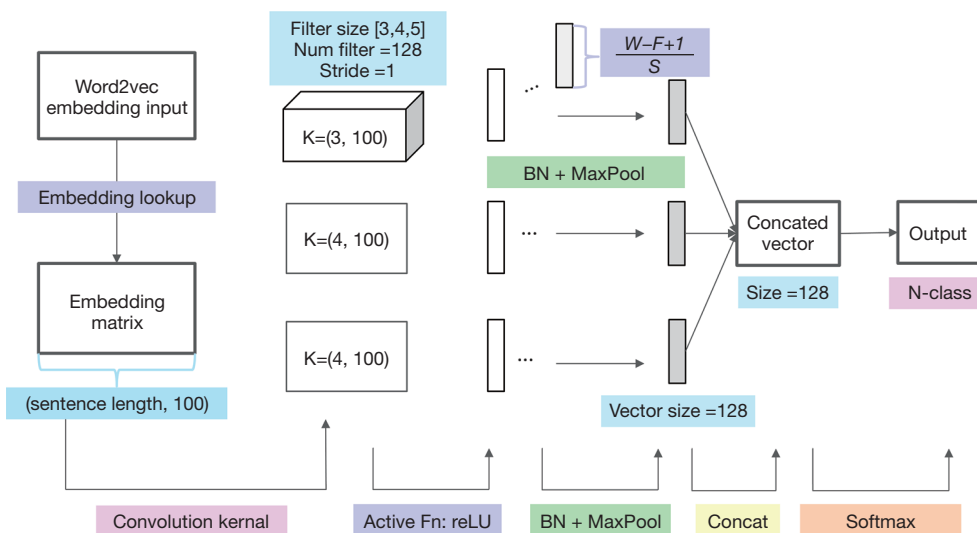 Filter size [3,4,5]
Num filter =128
Stride =1
W–F+1
S
Word2vec
embedding input
...
K=(3, 100)
BN + MaxPool
Embedding lookup
K=(4, 100)
...
Concated
vector
Output
Size =128
N-class
Embedding
matrix
K=(4, 100)
...
(sentence length, 100)
Vector size =128
Convolution kernal
Active Fn: reLU
BN + MaxPool
Concat
Softmax